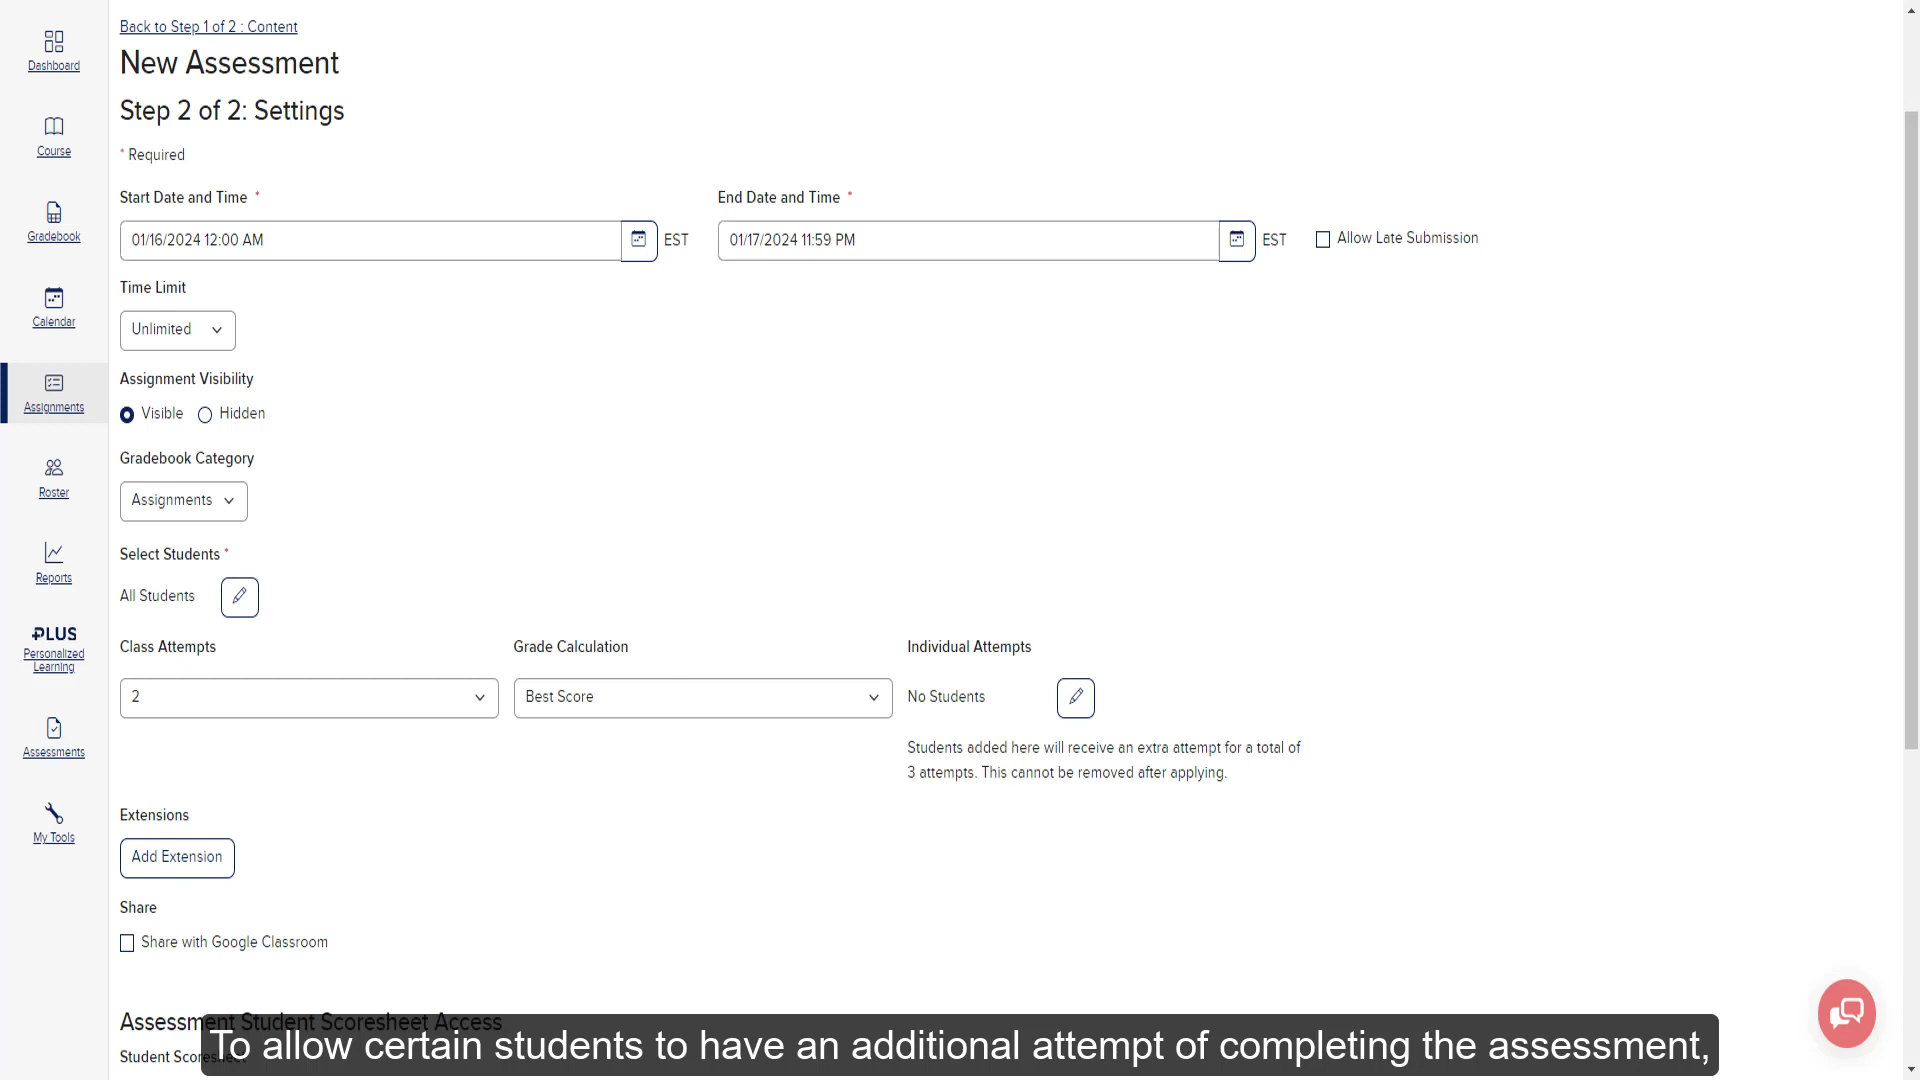 Back to Step 1 of 2 : Content
New Assessment
Step 2 of 2: Settings
* Required
Dashboard
Course
Gradebook
Calendar
Assignments
Roster
Reports
PLUS
Personalized
Learning
Assessments
My Tools
Start Date and Time *
01/16/2024 12:00 AM
EST
End Date and Time *
01/17/2024 11:59 PM
EST
Allow Late Submission
Time Limit
Unlimited
Assignment Visibility
Visible
Hidden
Gradebook Category
Assignments
Select Students *
All Students
Class Attempts
2
Grade Calculation
Best Score
Individual Attempts
No Students
Students added here will receive an extra attempt for a total of
3 attempts. This cannot be removed after applying.
Extensions
Add Extension
Share
Share with Google Classroom
Assessment Student Scoresheet Access
Student Scoresheet
To allow certain students to have an additional attempt of completing the assessment,